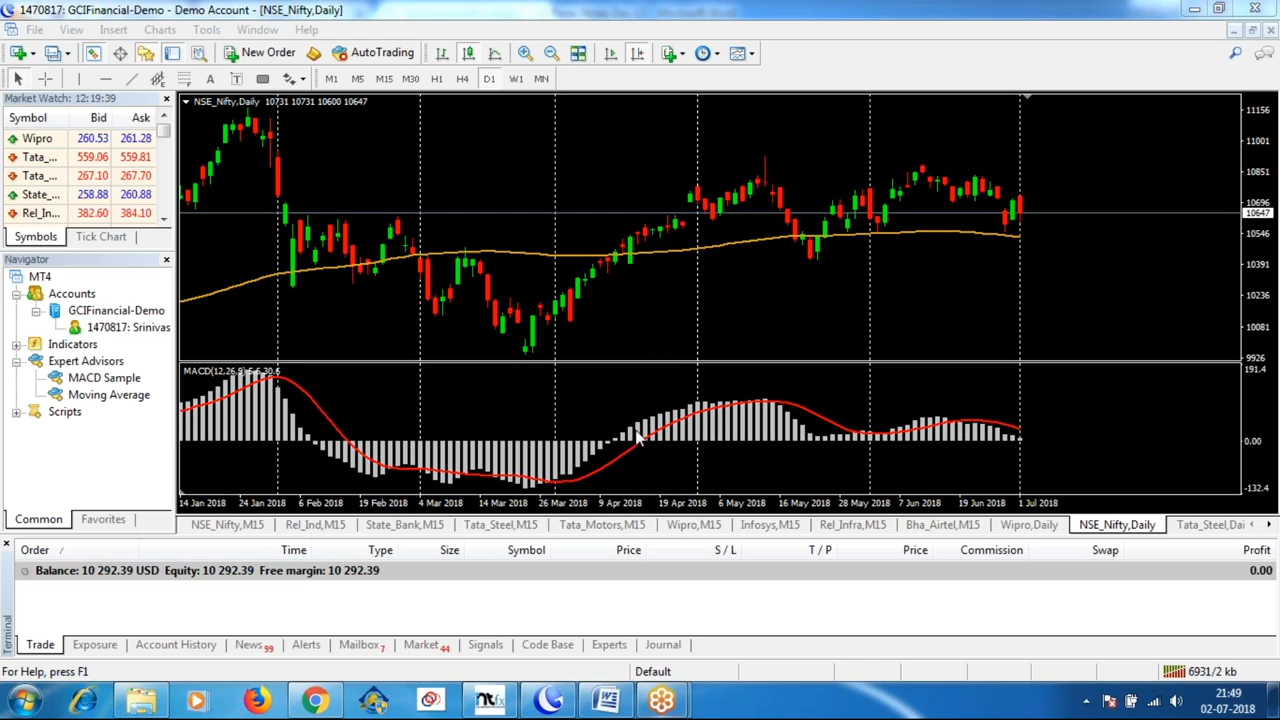 1470817: GCIFinancial-Demo - Demo Account - [NSE_Nifty,Daily]
File View Insert Charts Tools Window Help
New Order AutoTrading
A T M1 M5 M15 M30 H1 H4 D1 W1 MN
Market Watch: 12:19:39
Symbol Bid Ask
Wipro 260.53 261.28
Tata_... 559.06 559.81
Tata_... 267.10 267.70
State_... 258.88 260.88
Rel_In... 382.60 384.10
Symbols Tick Chart
Navigator
MT4
Accounts
GCIFinancial-Demo
1470817: Srinivas
Indicators
Expert Advisors
MACD Sample
Moving Average
Scripts
Common Favorites
NSE_Nifty,Daily 10731 10731 10600 10647
11156
11001
10851
10696
10647
10546
10391
10236
10081
9926
MACD(12,26,9) 6.6 30.6
191.4
0.00
-132.4
14 Jan 2018 24 Jan 2018 6 Feb 2018 19 Feb 2018 4 Mar 2018 14 Mar 2018 26 Mar 2018 9 Apr 2018 19 Apr 2018 6 May 2018 16 May 2018 28 May 2018 7 Jun 2018 19 Jun 2018 1 Jul 2018
NSE_Nifty,M15 Rel_Ind,M15 State_Bank,M15 Tata_Steel,M15 Tata_Motors,M15 Wipro,M15 Infosys,M15 Rel_Infra,M15 Bha_Airtel,M15 Wipro,Daily NSE_Nifty,Daily Tata_Steel,Dai
Order / Time Type Size Symbol Price S / L T / P Price Commission Swap Profit
Balance: 10 292.39 USD Equity: 10 292.39 Free margin: 10 292.39 0.00
Terminal
Trade Exposure Account History News 99 Alerts Mailbox 7 Market 44 Signals Code Base Experts Journal
For Help, press F1 Default 6931/2 kb
ntfx
21:49
02-07-2018